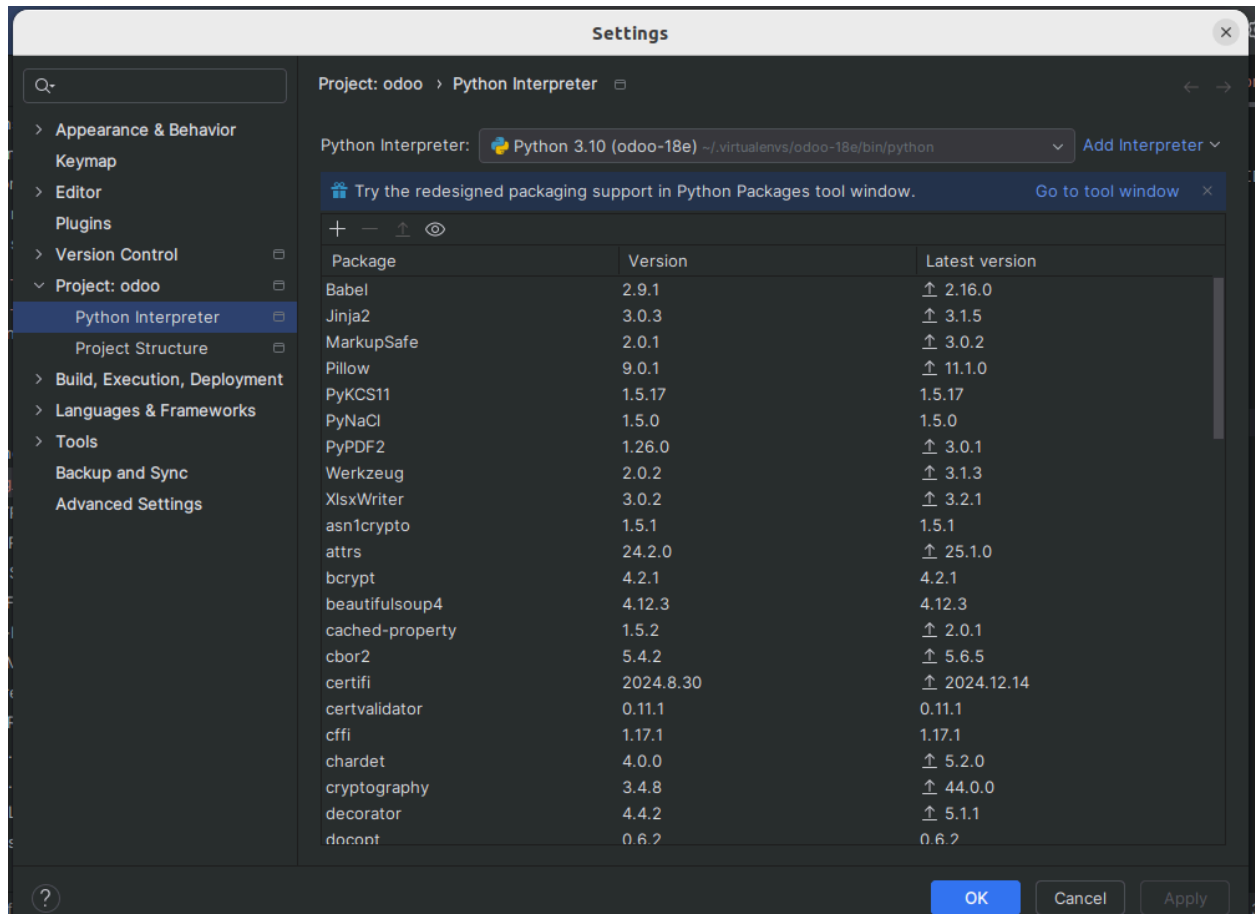 Settings
Project: odoo › Python Interpreter
Appearance & Behavior
Keymap
Editor
Plugins
Version Control
Project: odoo
Python Interpreter
Project Structure
Build, Execution, Deployment
Languages & Frameworks
Tools
Backup and Sync
Advanced Settings
Python Interpreter: Python 3.10 (odoo-18e) ~/.virtualenvs/odoo-18e/bin/python Add Interpreter
Try the redesigned packaging support in Python Packages tool window. Go to tool window
Package Version Latest version
Babel 2.9.1 2.16.0
Jinja2 3.0.3 3.1.5
MarkupSafe 2.0.1 3.0.2
Pillow 9.0.1 11.1.0
PyKCS11 1.5.17 1.5.17
PyNaCl 1.5.0 1.5.0
PyPDF2 1.26.0 3.0.1
Werkzeug 2.0.2 3.1.3
XlsxWriter 3.0.2 3.2.1
asn1crypto 1.5.1 1.5.1
attrs 24.2.0 25.1.0
bcrypt 4.2.1 4.2.1
beautifulsoup4 4.12.3 4.12.3
cached-property 1.5.2 2.0.1
cbor2 5.4.2 5.6.5
certifi 2024.8.30 2024.12.14
certvalidator 0.11.1 0.11.1
cffi 1.17.1 1.17.1
chardet 4.0.0 5.2.0
cryptography 3.4.8 44.0.0
decorator 4.4.2 5.1.1
docopt 0.6.2 0.6.2
? OK Cancel Apply